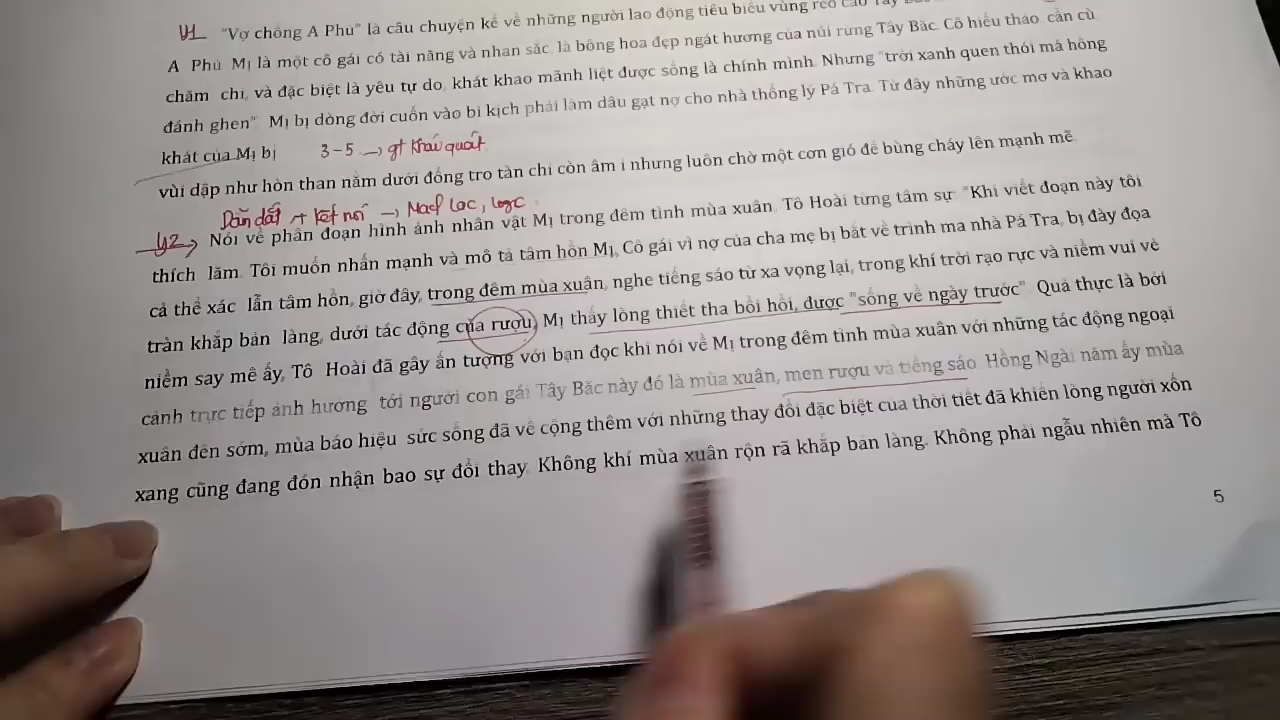 Ý1 "Vợ chồng A Phủ" là câu chuyện kể về những người lao động tiêu biểu vùng rẻo cao Tây
A Phủ Mị là một cô gái có tài năng và nhan sắc, là bông hoa đẹp ngát hương của núi rừng Tây Bắc. Cô hiếu thảo, cần cù
chăm chỉ, và đặc biệt là yêu tự do, khát khao mãnh liệt được sống là chính mình. Nhưng "trời xanh quen thói má hồng
đánh ghen" Mị bị dòng đời cuốn vào bi kịch phải làm dâu gạt nợ cho nhà thống lý Pá Tra. Từ đây những ước mơ và khao
khát của Mị bị 3-5 → gt khái quát
vùi dập như hòn than nằm dưới đống tro tàn chỉ còn âm ỉ nhưng luôn chờ một cơn gió để bùng cháy lên mạnh mẽ.
Dẫn dắt + kết nối → Mạch lạc, logic
Ý2 → Nói về phân đoạn hình ảnh nhân vật Mị trong đêm tình mùa xuân, Tô Hoài từng tâm sự: "Khi viết đoạn này tôi
thích lắm. Tôi muốn nhấn mạnh và mô tả tâm hồn Mị, Cô gái vì nợ của cha mẹ bị bắt về trình ma nhà Pá Tra, bị đày đọa
cả thể xác lẫn tâm hồn, giờ đây, trong đêm mùa xuân, nghe tiếng sáo từ xa vọng lại, trong khí trời rạo rực và niềm vui về
tràn khắp bản làng, dưới tác động của rượu, Mị thấy lòng thiết tha bồi hồi, được "sống về ngày trước". Quả thực là bởi
niềm say mê ấy, Tô Hoài đã gây ấn tượng với bạn đọc khi nói về Mị trong đêm tình mùa xuân với những tác động ngoại
cảnh trực tiếp ảnh hưởng tới người con gái Tây Bắc này đó là mùa xuân, men rượu và tiếng sáo. Hồng Ngài năm ấy mùa
xuân đến sớm, mùa báo hiệu sức sống đã về cộng thêm với những thay đổi đặc biệt của thời tiết đã khiến lòng người xốn
xang cũng đang đón nhận bao sự đổi thay. Không khí mùa xuân rộn rã khắp bản làng. Không phải ngẫu nhiên mà Tô
5